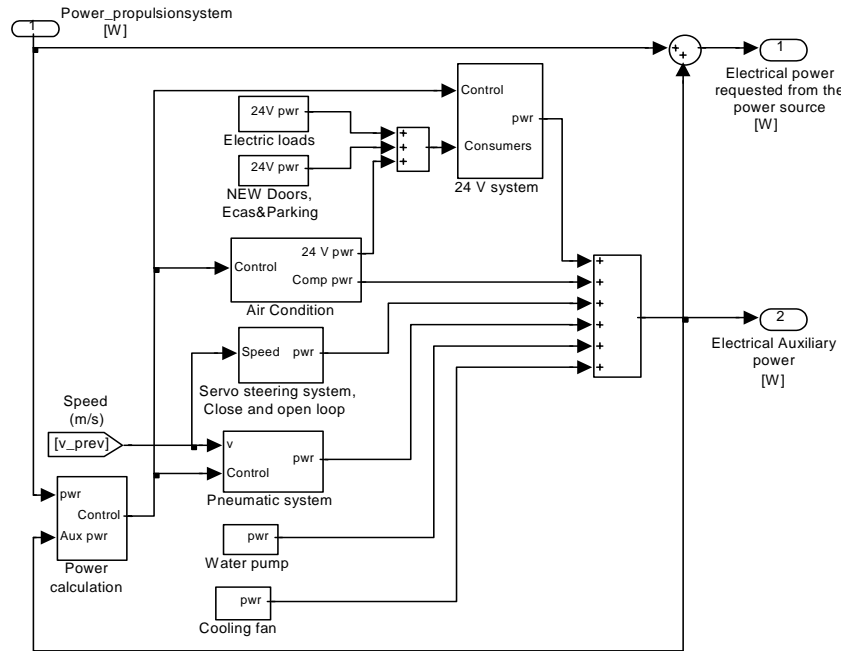 Power_propulsionsystem
[W]
1
+
+
1
Electrical power
requested from the
power source
[W]
Control
pwr
Consumers
24 V system
24V pwr
Electric loads
24V pwr
NEW Doors,
Ecas&Parking
+
+
+
24 V pwr
Control
Comp pwr
Air Condition
+
+
+
+
+
+
2
Electrical Auxiliary
power
[W]
Speed
pwr
Servo steering system,
Close and open loop
Speed
(m/s)
[v_prev]
v
pwr
Control
Pneumatic system
pwr
Control
Aux pwr
Power
calculation
pwr
Water pump
pwr
Cooling fan